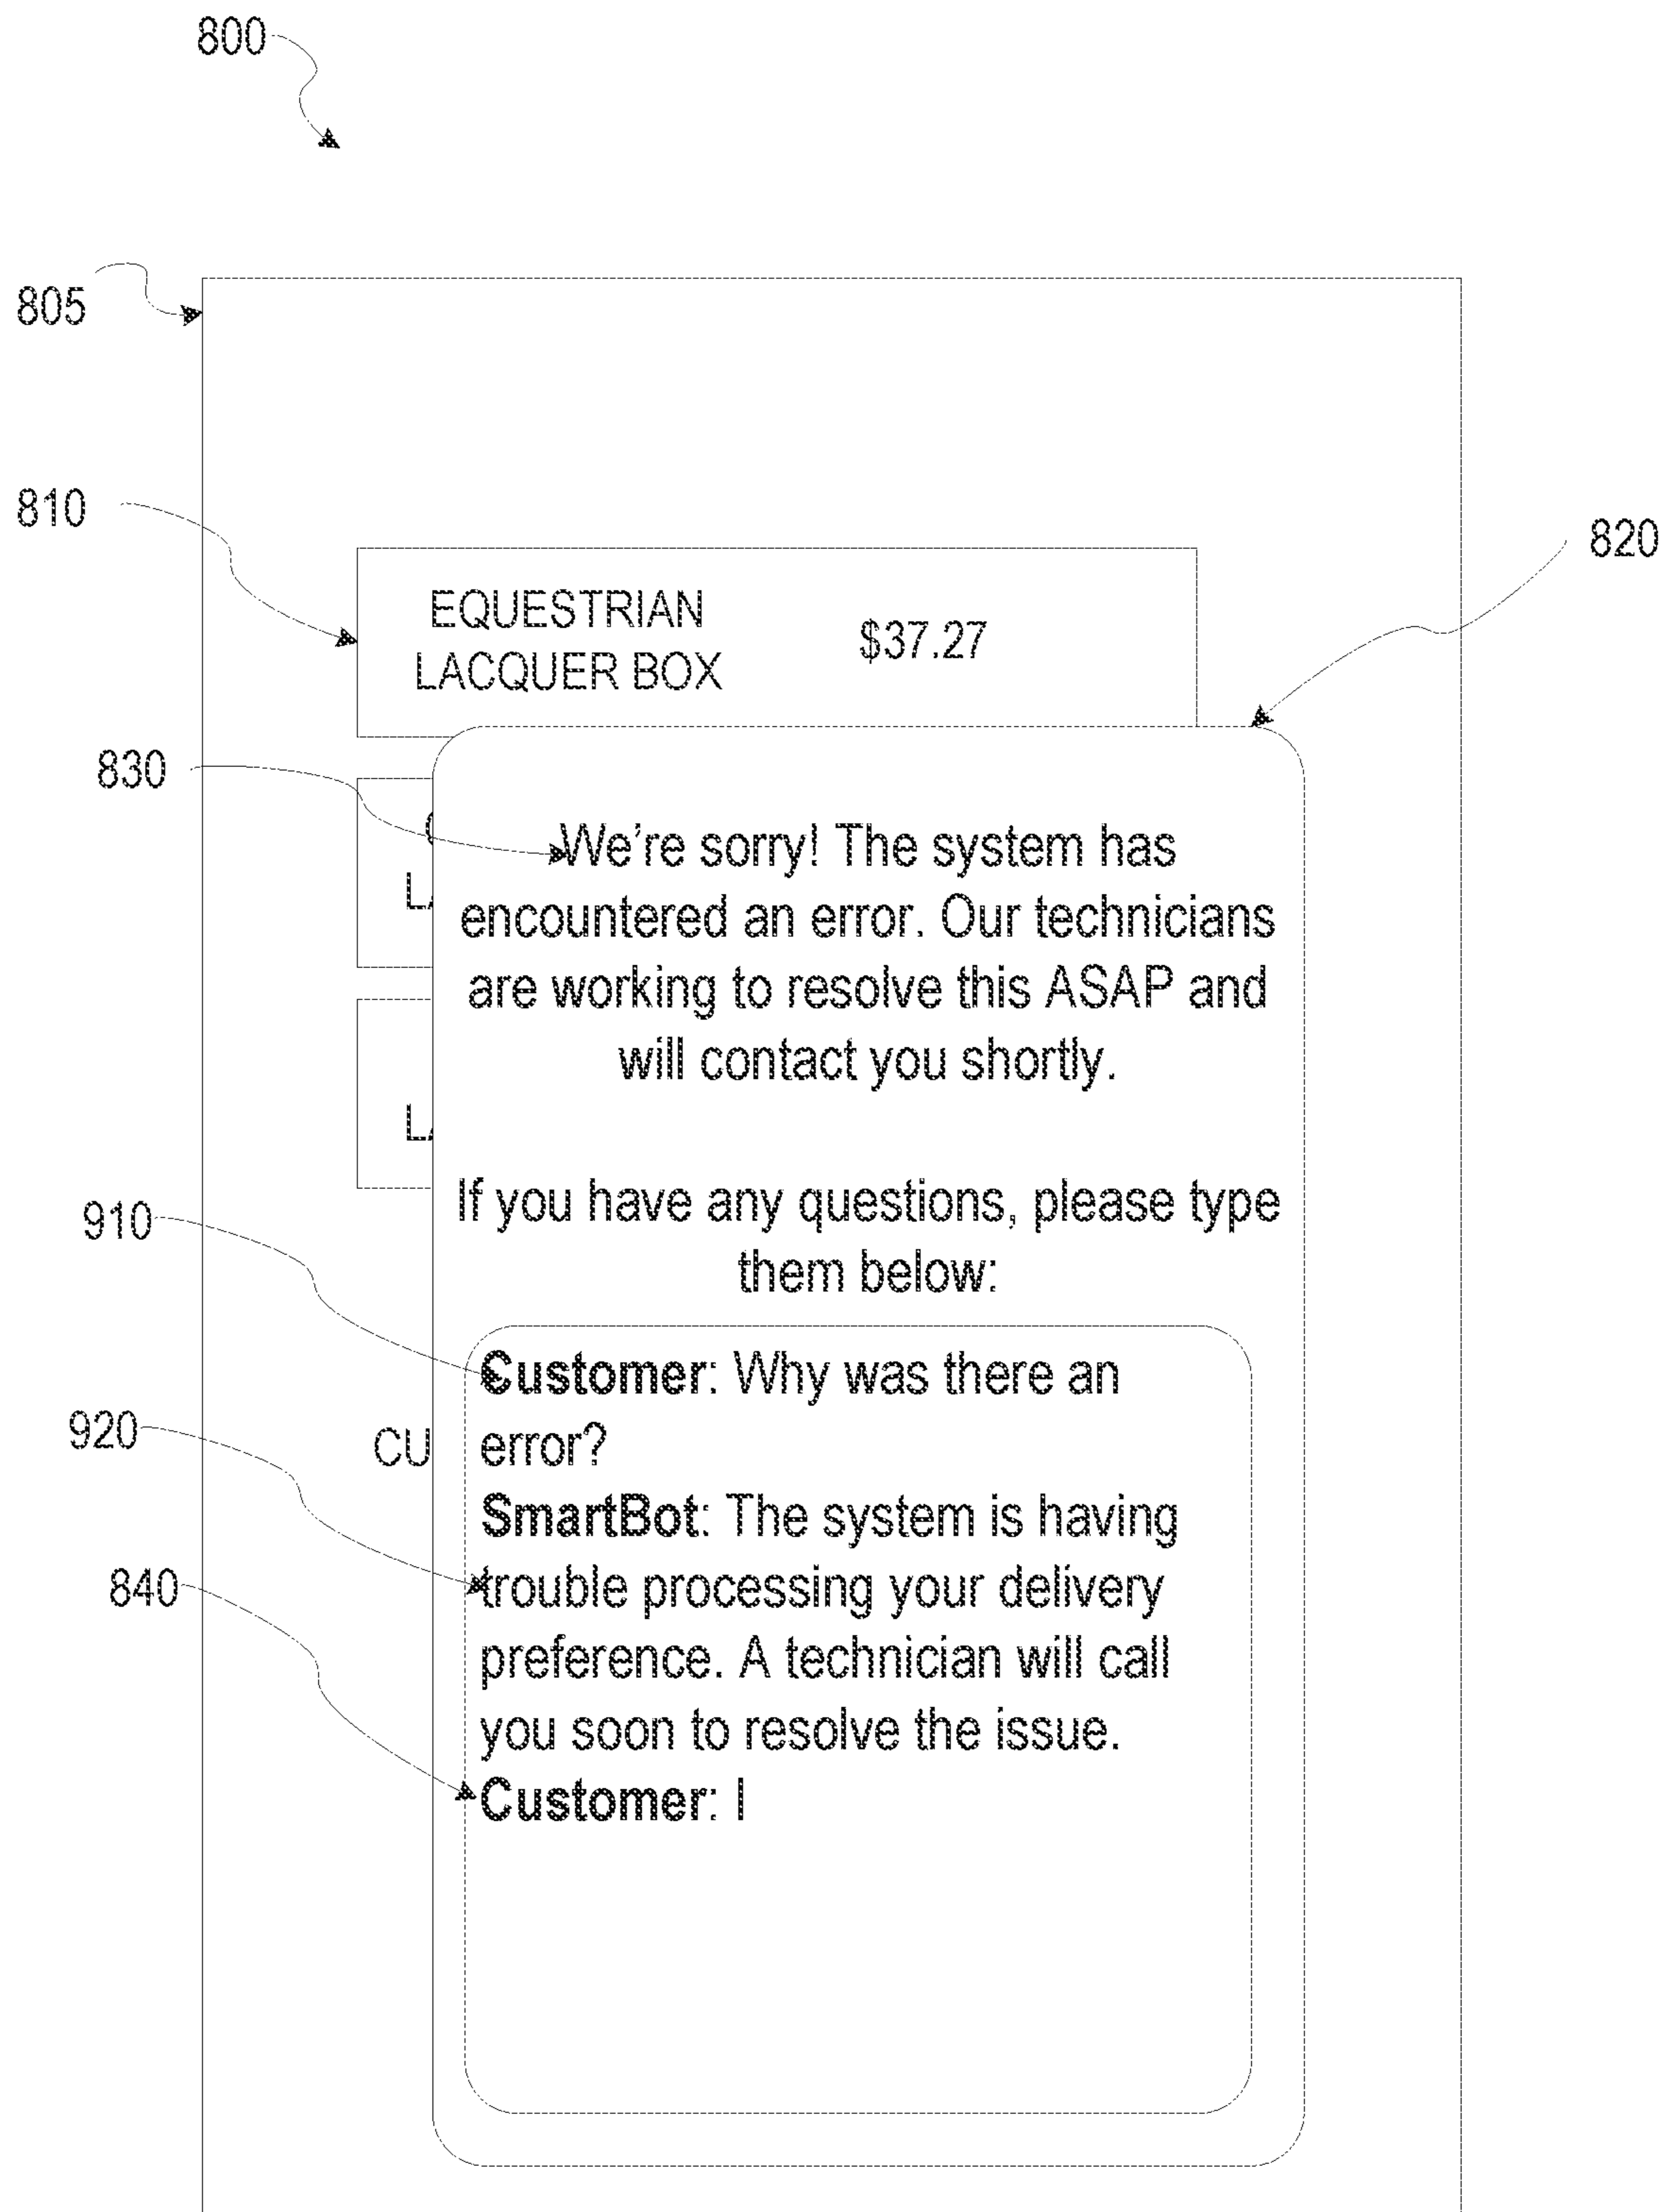 800
805
810
EQUESTRIAN
LACQUER BOX
$37.27
820
830
We're sorry! The system has
encountered an error. Our technicians
are working to resolve this ASAP and
will contact you shortly.
If you have any questions, please type
them below:
910
Customer: Why was there an
error?
920
CU
SmartBot: The system is having
trouble processing your delivery
preference. A technician will call
you soon to resolve the issue.
840
Customer: I